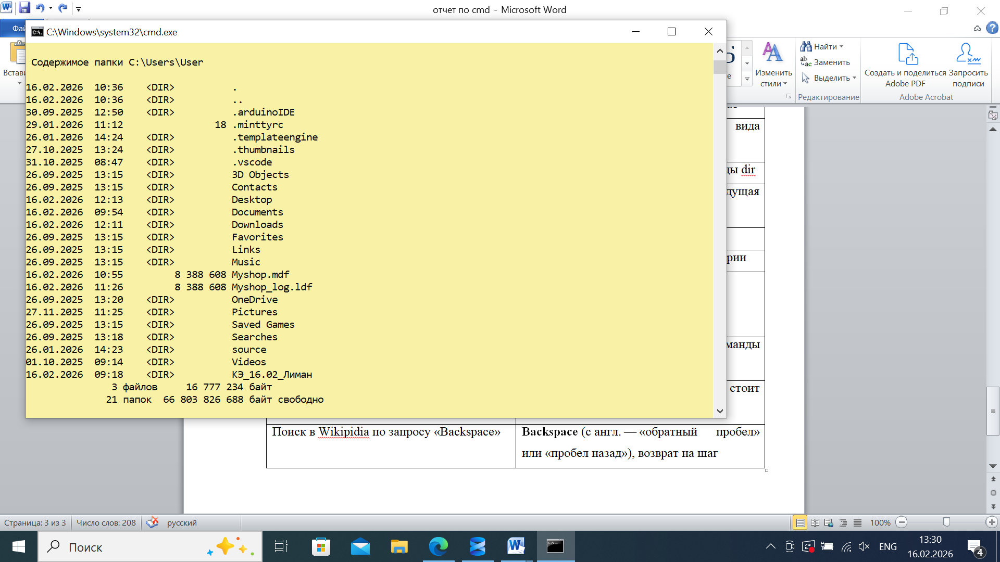 отчет по cmd - Microsoft Word
C:\Windows\system32\cmd.exe
Содержимое папки C:\Users\User
16.02.2026 10:36 <DIR> .
16.02.2026 10:36 <DIR> ..
30.09.2025 12:50 <DIR> .arduinoIDE
29.01.2026 11:12 18 .minttyrc
26.01.2026 14:24 <DIR> .templateengine
27.10.2025 13:24 <DIR> .thumbnails
31.10.2025 08:47 <DIR> .vscode
26.09.2025 13:15 <DIR> 3D Objects
26.09.2025 13:15 <DIR> Contacts
16.02.2026 12:13 <DIR> Desktop
16.02.2026 09:54 <DIR> Documents
16.02.2026 12:11 <DIR> Downloads
26.09.2025 13:15 <DIR> Favorites
26.09.2025 13:15 <DIR> Links
26.09.2025 13:15 <DIR> Music
16.02.2026 10:55 8 388 608 Myshop.mdf
16.02.2026 11:26 8 388 608 Myshop_log.ldf
26.09.2025 13:20 <DIR> OneDrive
27.11.2025 11:25 <DIR> Pictures
26.09.2025 13:15 <DIR> Saved Games
26.09.2025 13:18 <DIR> Searches
26.01.2026 14:23 <DIR> source
01.10.2025 09:14 <DIR> Videos
16.02.2026 09:18 <DIR> КЭ_16.02_Лиман
3 файлов 16 777 234 байт
21 папок 66 803 826 688 байт свободно
Фай
Встави
Изменить
стили
Найти
Заменить
Выделить
Редактирование
Создать и поделиться
Adobe PDF
Запросить
подписи
Adobe Acrobat
вида
ды dir
дущая
рии
манды
стоит
Поиск в Wikipidia по запросу «Backspace»
Backspace (с англ. — «обратный пробел»
или «пробел назад»), возврат на шаг
Страница: 3 из 3
Число слов: 208
русский
100%
Поиск
ENG
13:30
16.02.2026
4